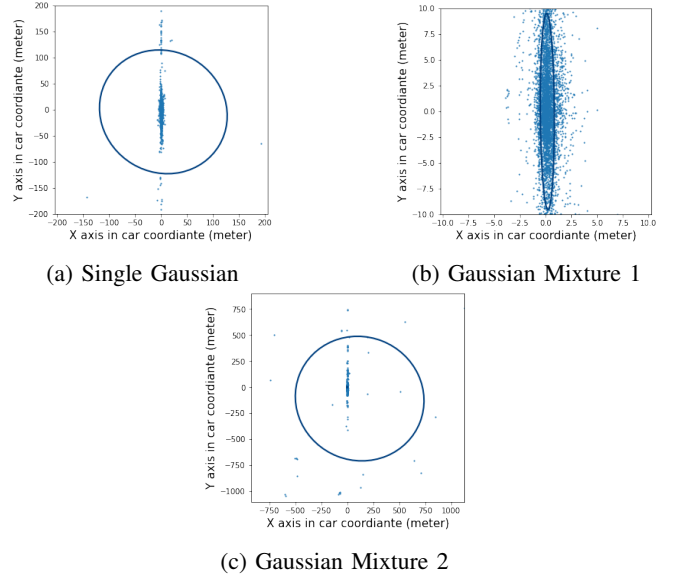 200
150
100
50
0
−50
−100
−150
−200
−200 −150 −100 −50 0 50 100 150 200
X axis in car coordiante (meter)
Y axis in car coordiante (meter)
(a) Single Gaussian
10.0
7.5
5.0
2.5
0.0
−2.5
−5.0
−7.5
−10.0
−10.0 −7.5 −5.0 −2.5 0.0 2.5 5.0 7.5 10.0
X axis in car coordiante (meter)
Y axis in car coordiante (meter)
(b) Gaussian Mixture 1
750
500
250
0
−250
−500
−750
−1000
−750 −500 −250 0 250 500 750 1000
X axis in car coordiante (meter)
Y axis in car coordiante (meter)
(c) Gaussian Mixture 2